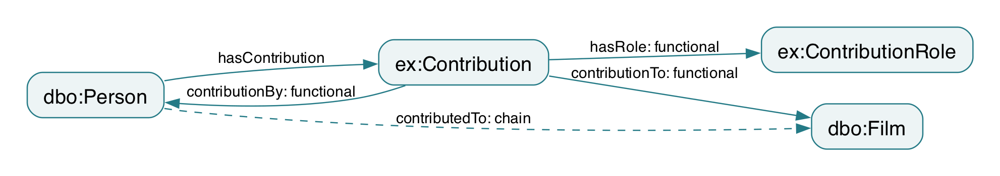 hasContribution
ex:Contribution
hasRole: functional
ex:ContributionRole
dbo:Person
contributionBy: functional
contributionTo: functional
contributedTo: chain
dbo:Film